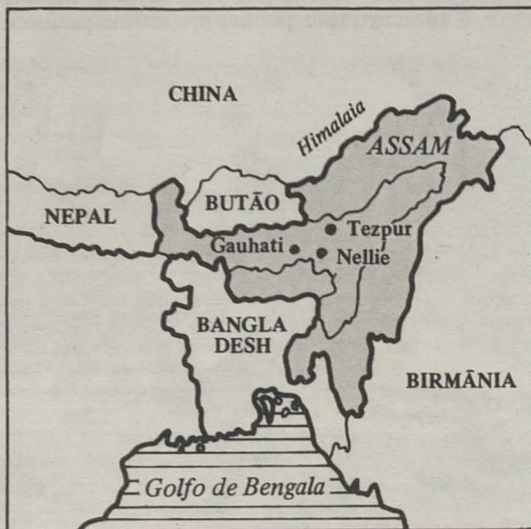 CHINA
Himalaia
ASSAM
NEPAL
BUTÃO
Tezpur
Gauhati
Nellie
BANGLA
DESH
BIRMÂNIA
Golfo de Bengala